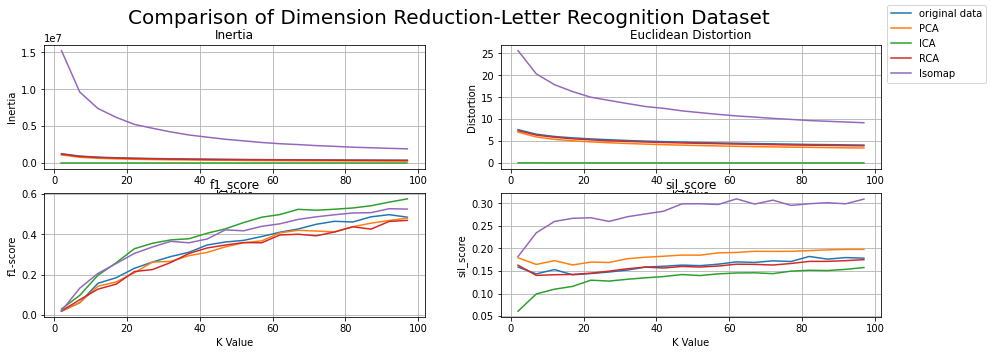 Comparison of Dimension Reduction-Letter Recognition Dataset
original data
PCA
ICA
RCA
Isomap
Inertia
1e7
Inertia
1.5
1.0
0.5
0.0
0 20 40 60 80 100
K Value
Euclidean Distortion
Distortion
25
20
15
10
5
0
0 20 40 60 80 100
f1_score
f1-score
0.6
0.4
0.2
0.0
0 20 40 60 80 100
K Value
sil_score
sil_score
0.30
0.25
0.20
0.15
0.10
0.05
0 20 40 60 80 100
K Value